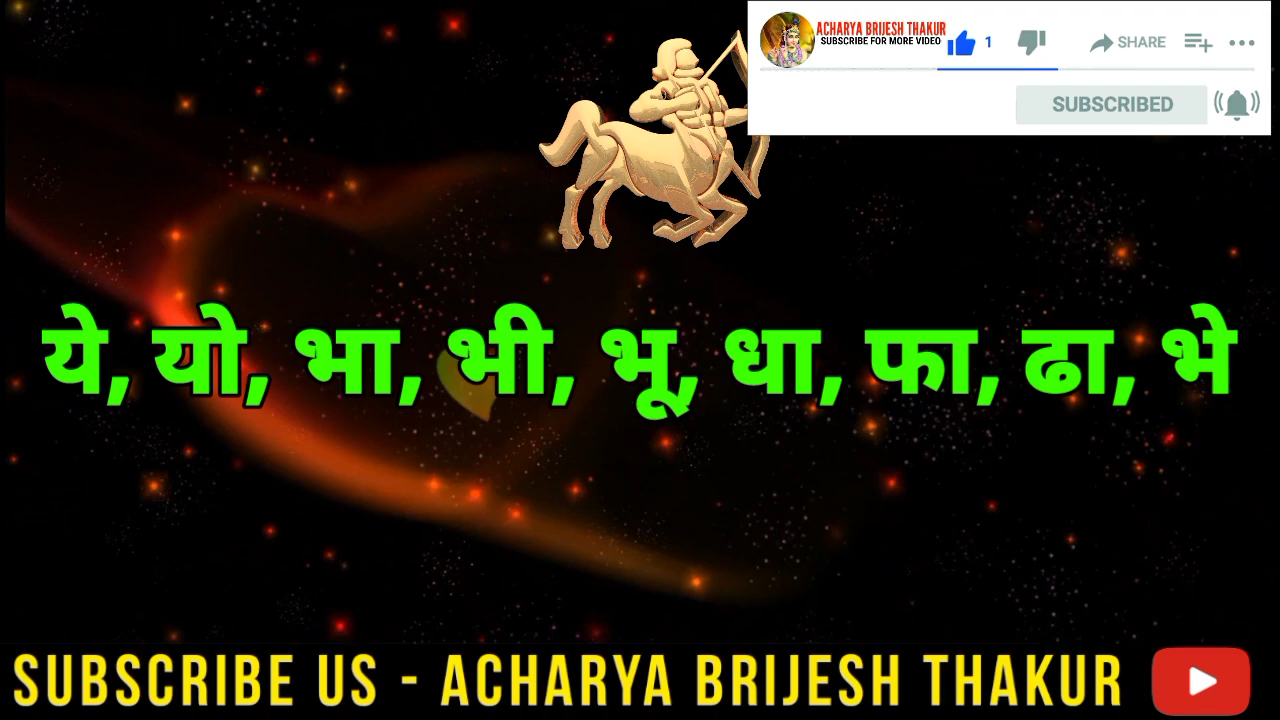 ACHARYA BRIJESH THAKUR
SUBSCRIBE FOR MORE VIDEO
1
SHARE
SUBSCRIBED
ये, यो, भा, भी, भू, धा, फा, ढा, भे
SUBSCRIBE US - ACHARYA BRIJESH THAKUR